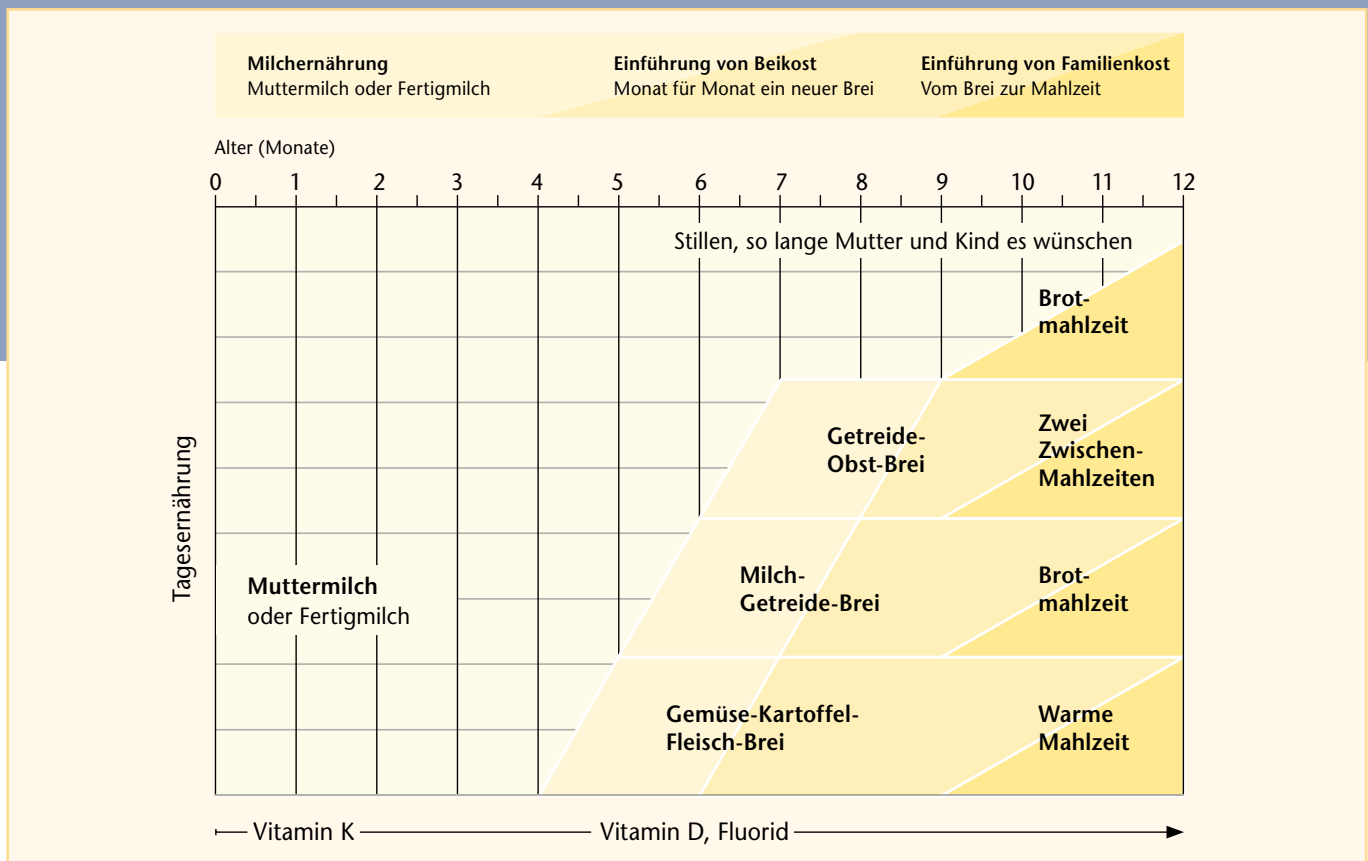 Milchernährung
Muttermilch oder Fertigmilch
Einführung von Beikost
Monat für Monat ein neuer Brei
Einführung von Familienkost
Vom Brei zur Mahlzeit
Alter (Monate)
0 1 2 3 4 5 6 7 8 9 10 11 12
Stillen, so lange Mutter und Kind es wünschen
Brot-
mahlzeit
Tagesernährung
Getreide-
Obst-Brei
Zwei
Zwischen-
Mahlzeiten
Muttermilch
oder Fertigmilch
Milch-
Getreide-Brei
Brot-
mahlzeit
Gemüse-Kartoffel-
Fleisch-Brei
Warme
Mahlzeit
Vitamin K
Vitamin D, Fluorid